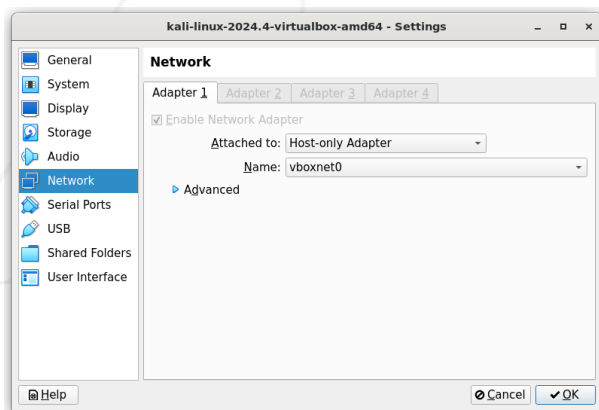 kali-linux-2024.4-virtualbox-amd64 - Settings
General
System
Display
Storage
Audio
Network
Serial Ports
USB
Shared Folders
User Interface
Network
Adapter 1 Adapter 2 Adapter 3 Adapter 4
Enable Network Adapter
Attached to: Host-only Adapter
Name: vboxnet0
Advanced
Help Cancel OK